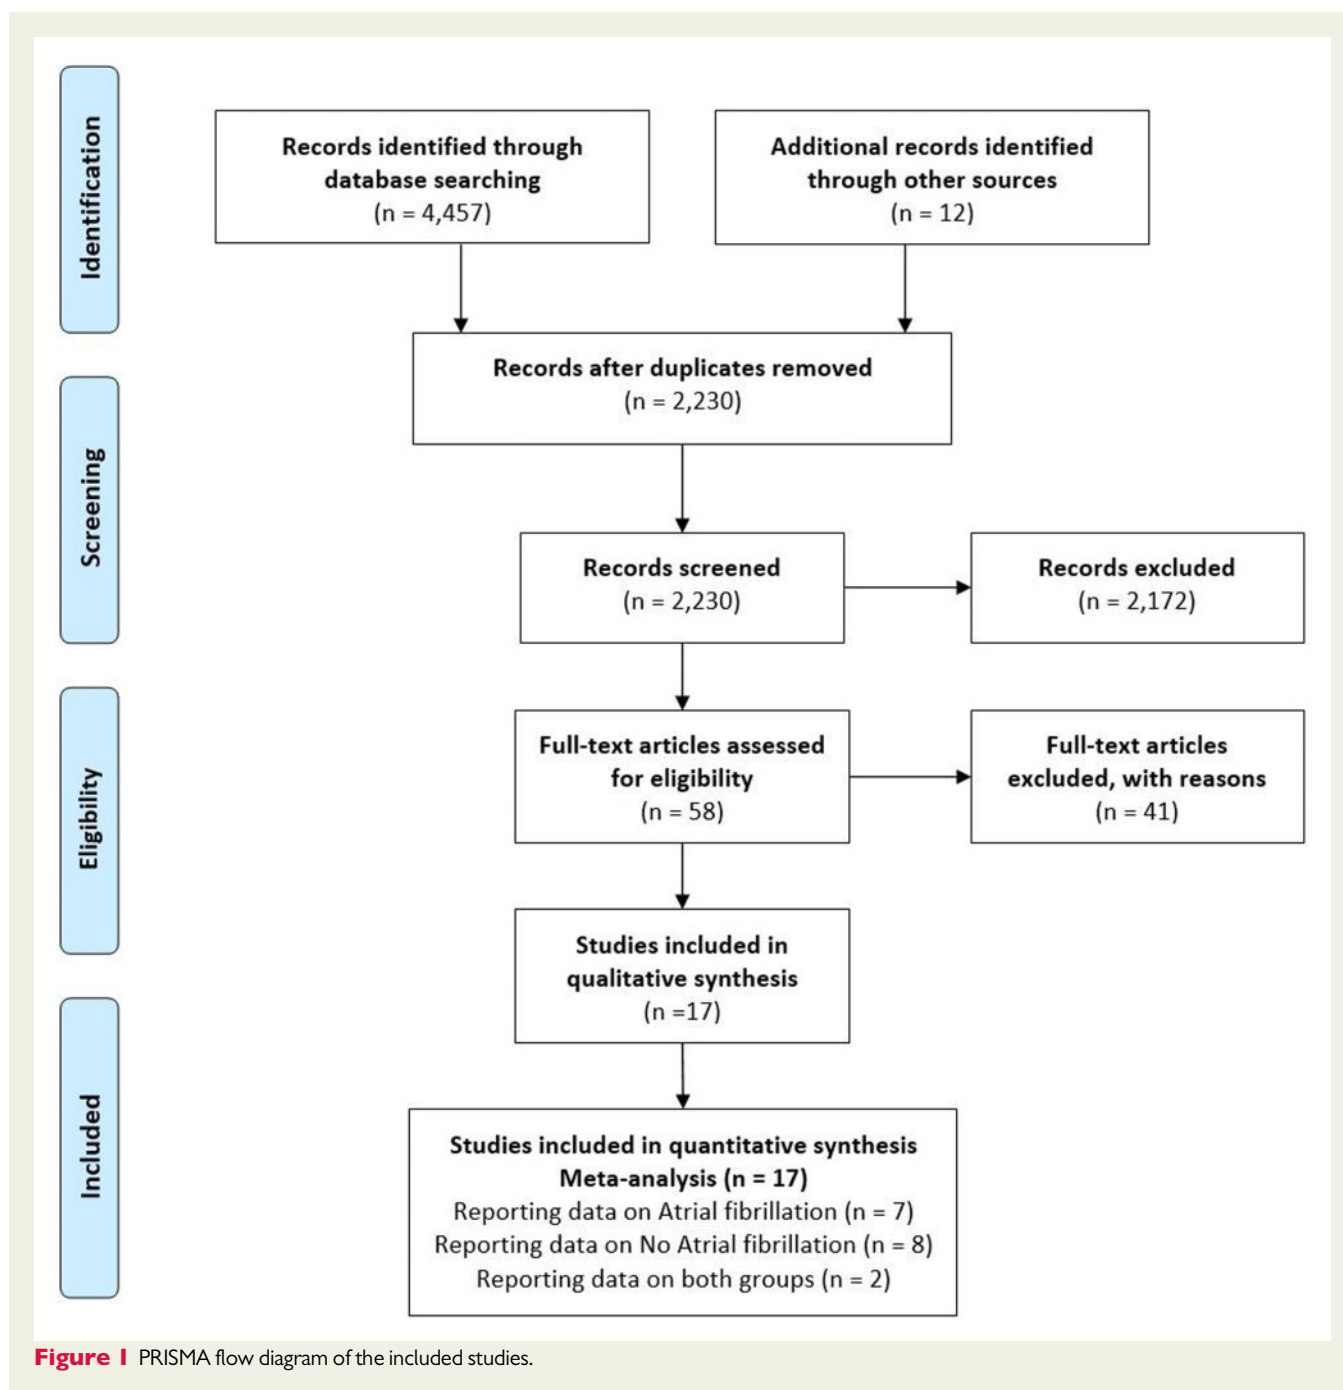 Identification
Records identified through
database searching
(n = 4,457)
Additional records identified
through other sources
(n = 12)
Records after duplicates removed
(n = 2,230)
Screening
Records screened
(n = 2,230)
Records excluded
(n = 2,172)
Eligibility
Full-text articles assessed
for eligibility
(n = 58)
Full-text articles
excluded, with reasons
(n = 41)
Studies included in
qualitative synthesis
(n =17)
Included
Studies included in quantitative synthesis
Meta-analysis (n = 17)
Reporting data on Atrial fibrillation (n = 7)
Reporting data on No Atrial fibrillation (n = 8)
Reporting data on both groups (n = 2)
Figure 1 PRISMA flow diagram of the included studies.